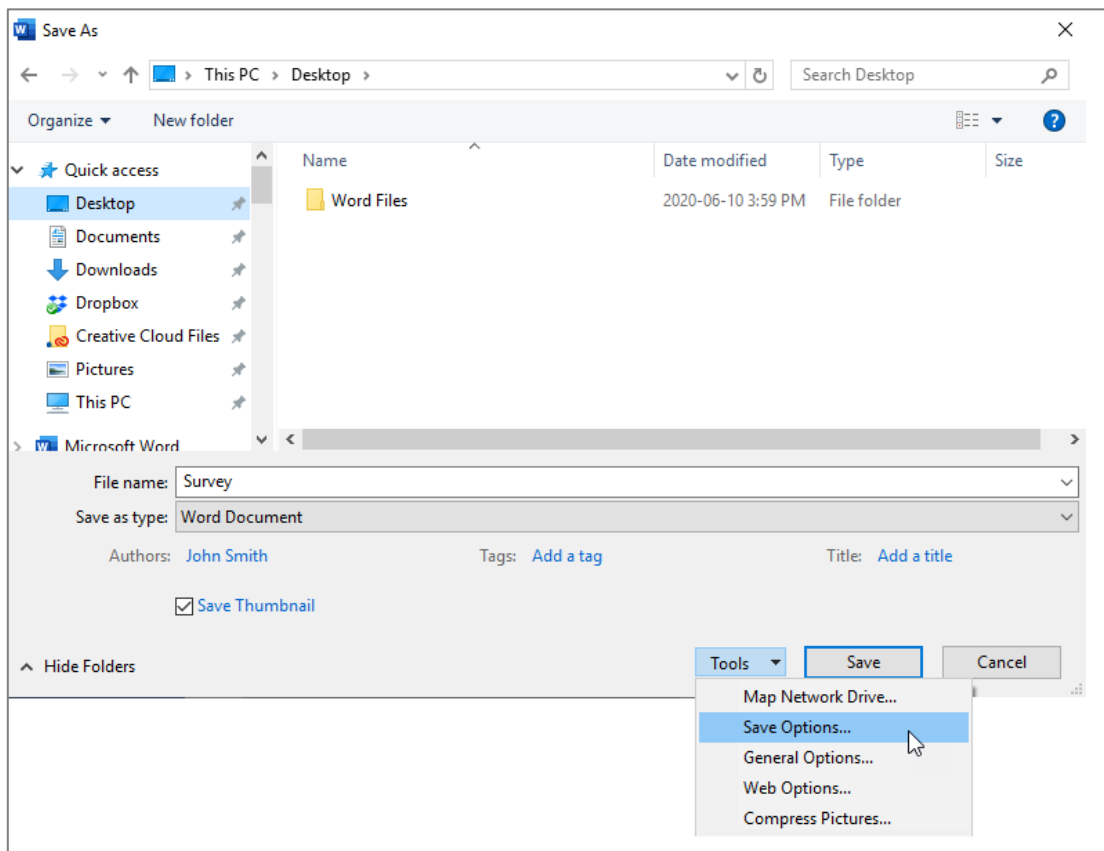 Save As
This PC > Desktop >
Search Desktop
Organize
New folder
Name
Date modified
Type
Size
Quick access
Desktop
Documents
Downloads
Dropbox
Creative Cloud Files
Pictures
This PC
Microsoft Word
Word Files 2020-06-10 3:59 PM File folder
File name: Survey
Save as type: Word Document
Authors: John Smith Tags: Add a tag Title: Add a title
Save Thumbnail
Hide Folders
Tools Save Cancel
Map Network Drive...
Save Options...
General Options...
Web Options...
Compress Pictures...